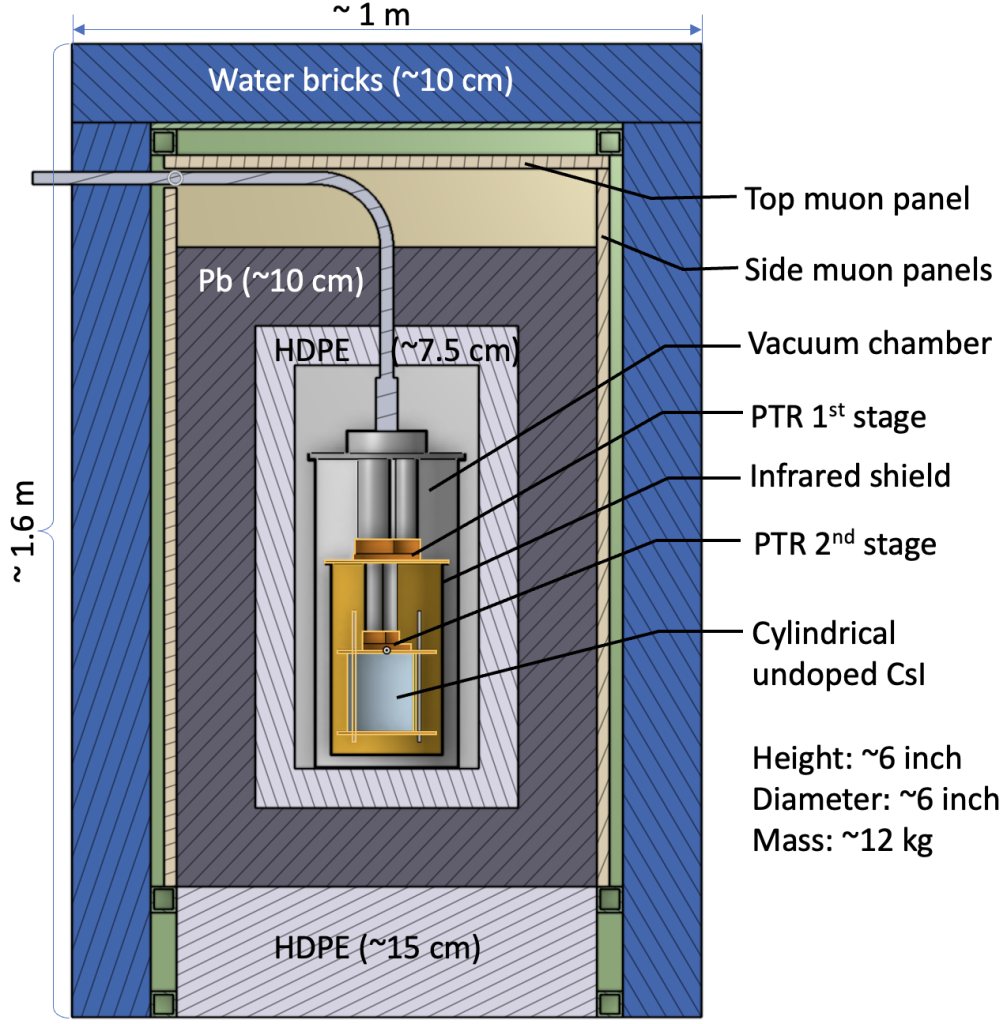 ~ 1 m
Water bricks (~10 cm)
Top muon panel
Side muon panels
Pb (~10 cm)
HDPE (~7.5 cm)
Vacuum chamber
PTR 1st stage
Infrared shield
~ 1.6 m
PTR 2nd stage
Cylindrical
undoped CsI
Height: ~6 inch
Diameter: ~6 inch
Mass: ~12 kg
HDPE (~15 cm)